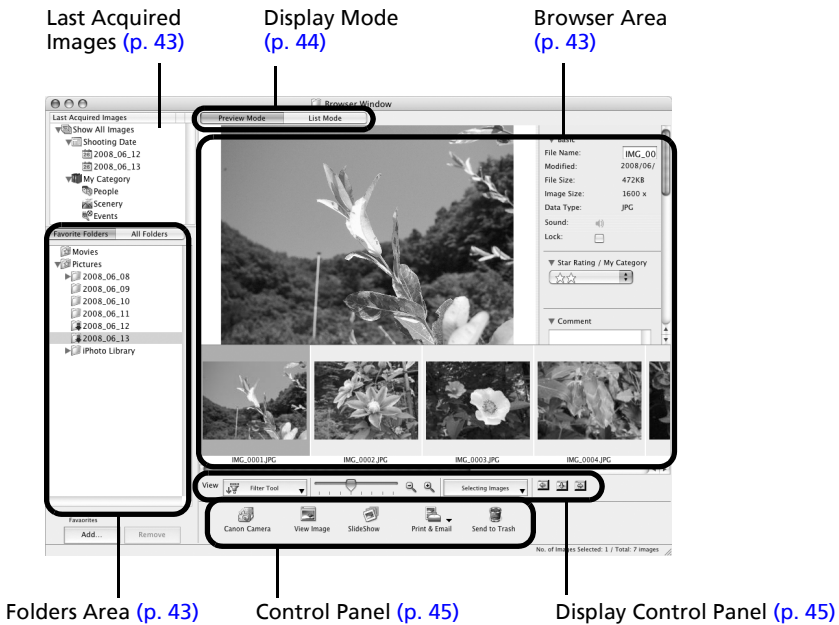 Last Acquired
Images (p. 43)
Display Mode
(p. 44)
Browser Area
(p. 43)
Browser Window
Last Acquired Images
Preview Mode
List Mode
Show All Images
Shooting Date
2008_06_12
2008_06_13
My Category
People
Scenery
Events
Favorite Folders
All Folders
Movies
Pictures
2008_06_08
2008_06_09
2008_06_10
2008_06_11
2008_06_12
2008_06_13
iPhoto Library
Basic
File Name: IMG_00
Modified: 2008/06/
File Size: 472KB
Image Size: 1600 x
Data Type: JPG
Sound:
Lock:
Star Rating / My Category
Comment
IMG_0001.JPG
IMG_0002.JPG
IMG_0003.JPG
IMG_0004.JPG
View
Filter Tool
Selecting Images
Canon Camera
View Image
SlideShow
Print & Email
Send to Trash
Favaorites
Add...
Remove
No. of Images Selected: 1 / Total: 7 images
Folders Area (p. 43)
Control Panel (p. 45)
Display Control Panel (p. 45)